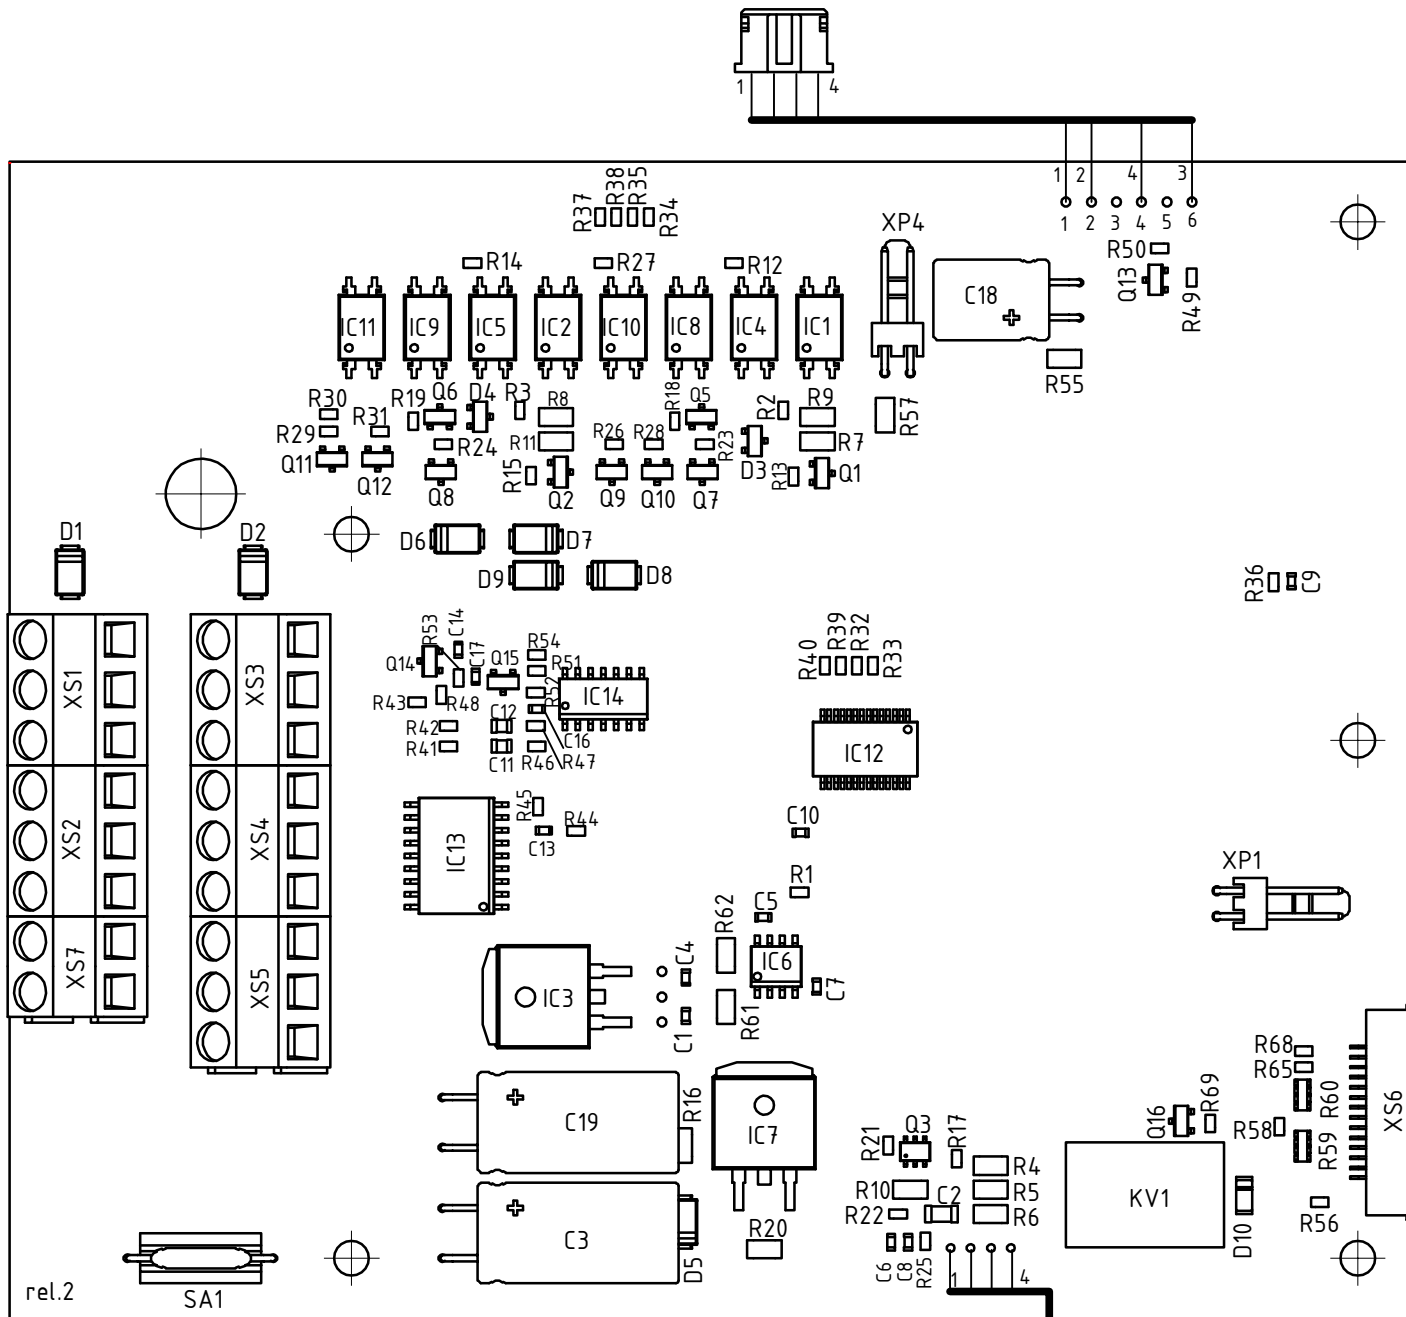 1 4
1 2 4 3
1 2 3 4 5 6
R37 R38 R35 R34
XP4
R50
Q13
R49
R14 R27 R12
C18
IC11 IC9 IC5 IC2 IC10 IC8 IC4 IC1
R55
R30 R19 Q6 D4 R3 R8 R18 Q5 R2 R9 R57
R29 R31 R24 R11 R26 R28 R23 D3 R7
Q11 Q12 Q8 R15 Q2 Q9 Q10 Q7 R13 Q1
D1 D2 D6 D7
D9 D8
R36 C9
R53 C14 R54
Q14 C17 Q15 R51
R40 R39 R32 R33
XS1 XS3
R43 R48 R52 IC14
R42 C12 C16
R41 C11 R46 R47
IC12
R45
C13 R44
C10
XS2 XS4 IC13
XP1
R1
C5
R62
XS7 XS5 IC3 C4 IC6 C7
C1 R61
R68
R65
R60
XS6
C19 R16 IC7
R21 Q3 R17
Q16 R69 R58 R59
R4
R10 R5
R22 C2 R6
KV1
D10
R56
C3 D5 R20
C6 C8 R25
1 4
rel.2
SA1